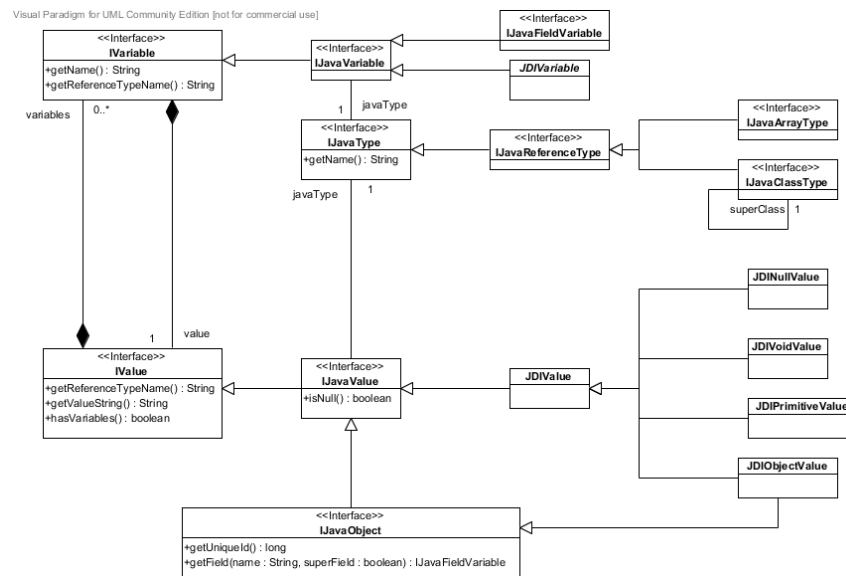 Visual Paradigm for UML Community Edition [not for commercial use]
<<Interface>>
IVariable
+getName() : String
+getReferenceTypeName() : String
<<Interface>>
IJavaVariable
<<Interface>>
IJavaFieldVariable
JDIVariable
variables
0..*
1
javaType
<<Interface>>
IJavaType
+getName() : String
<<Interface>>
IJavaReferenceType
<<Interface>>
IJavaArrayType
<<Interface>>
IJavaClassType
superClass
1
javaType
1
1
value
<<Interface>>
IValue
+getReferenceTypeName() : String
+getValueString() : String
+hasVariables() : boolean
<<Interface>>
IJavaValue
+isNull() : boolean
JDIValue
JDINullValue
JDIVoidValue
JDIPrimitiveValue
JDIObjectValue
<<Interface>>
IJavaObject
+getUniqueId() : long
+getField(name : String, superField : boolean) : IJavaFieldVariable